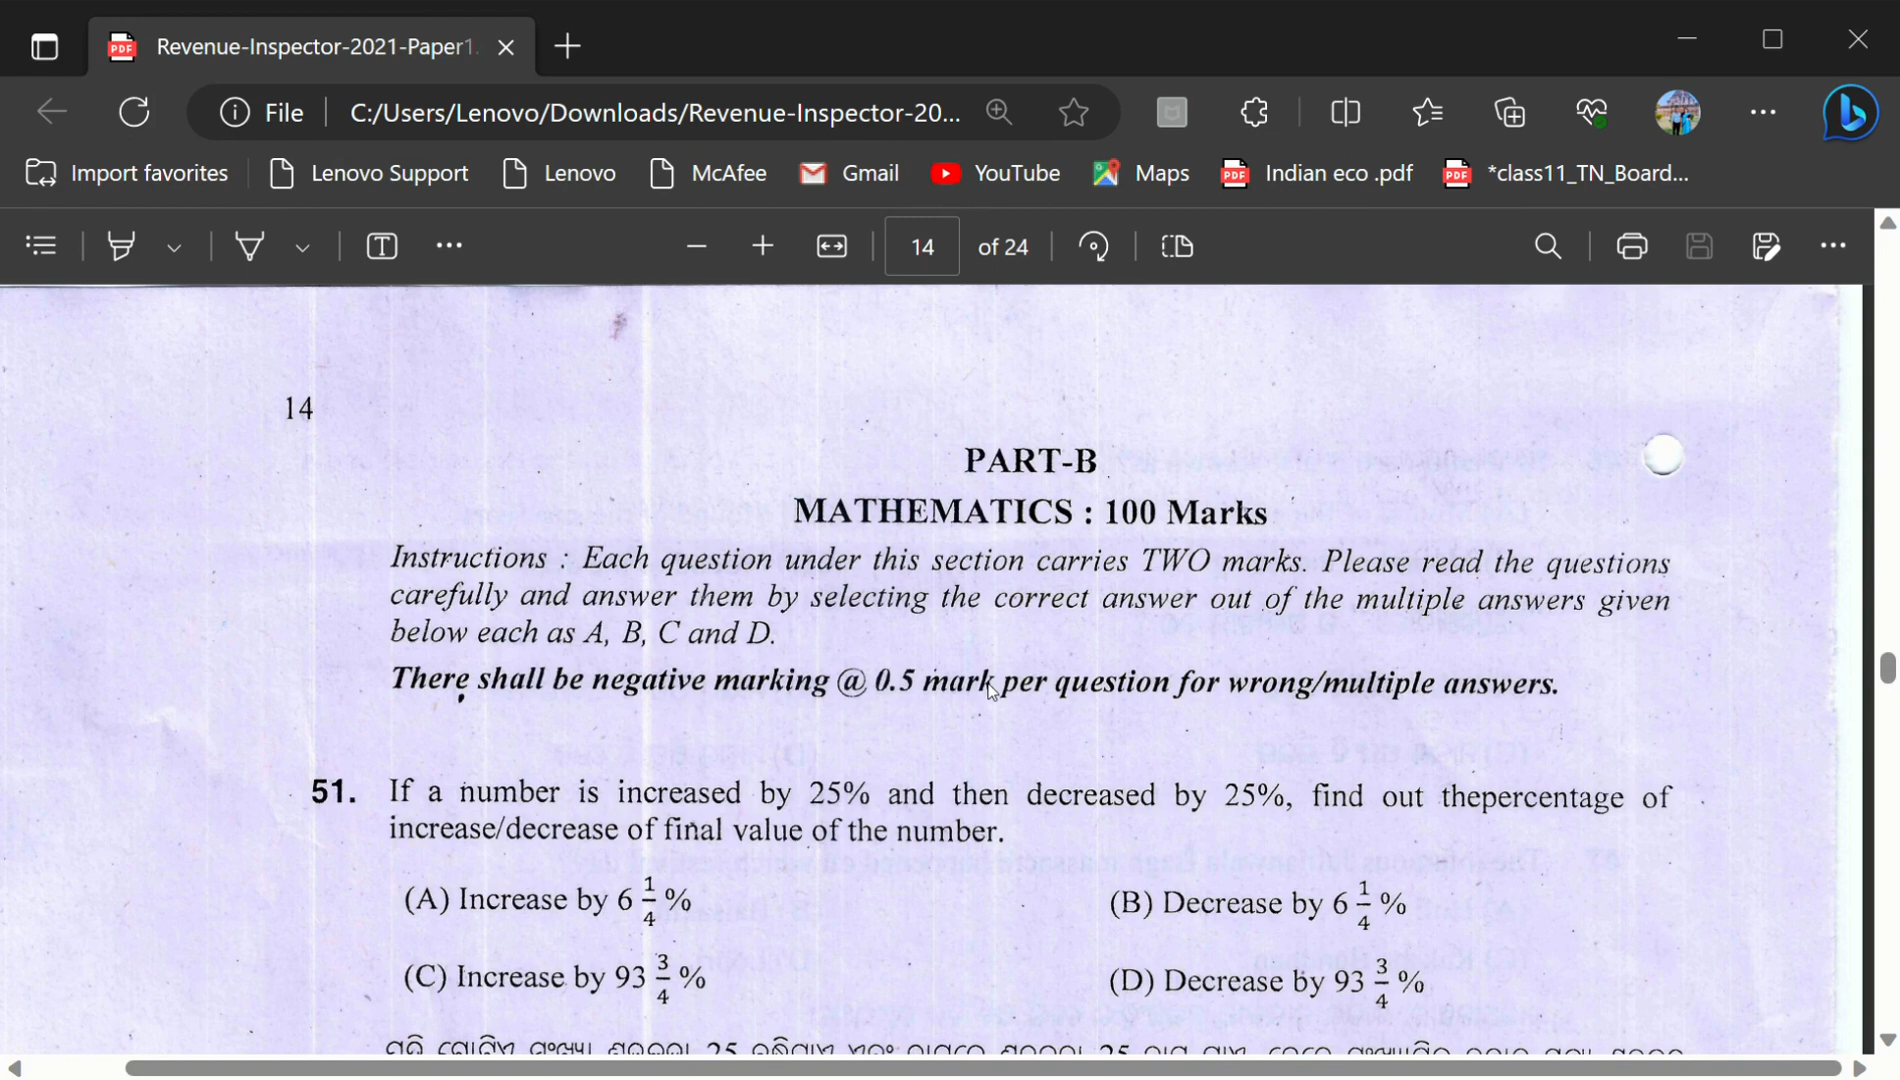 Revenue-Inspector-2021-Paper1.
File C:/Users/Lenovo/Downloads/Revenue-Inspector-20...
Import favorites Lenovo Support Lenovo McAfee Gmail YouTube Maps Indian eco .pdf *class11_TN_Board...
14 of 24
14
PART-B
MATHEMATICS : 100 Marks
Instructions : Each question under this section carries TWO marks. Please read the questions
carefully and answer them by selecting the correct answer out of the multiple answers given
below each as A, B, C and D.
There shall be negative marking @ 0.5 mark per question for wrong/multiple answers.
51. If a number is increased by 25% and then decreased by 25%, find out thepercentage of
increase/decrease of final value of the number.
(A) Increase by 6 1/4 % (B) Decrease by 6 1/4 %
(C) Increase by 93 3/4 % (D) Decrease by 93 3/4 %